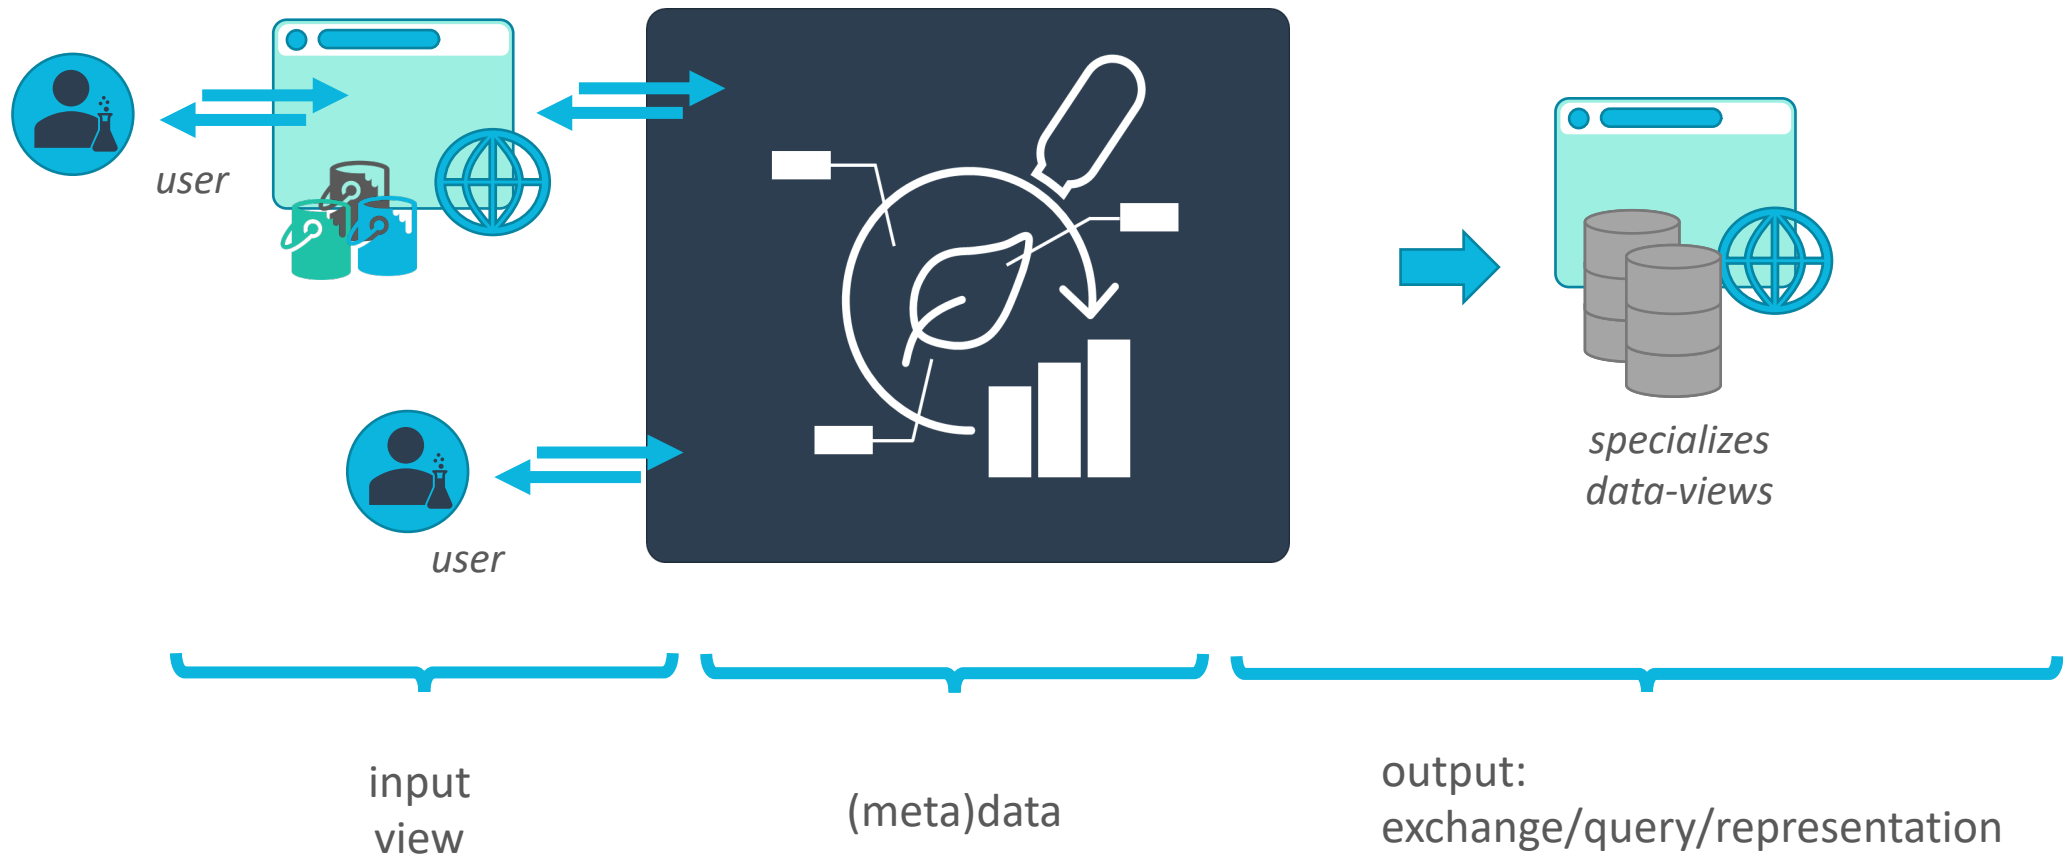 user
user
specializes
data-views
input
view
(meta)data
output:
exchange/query/representation